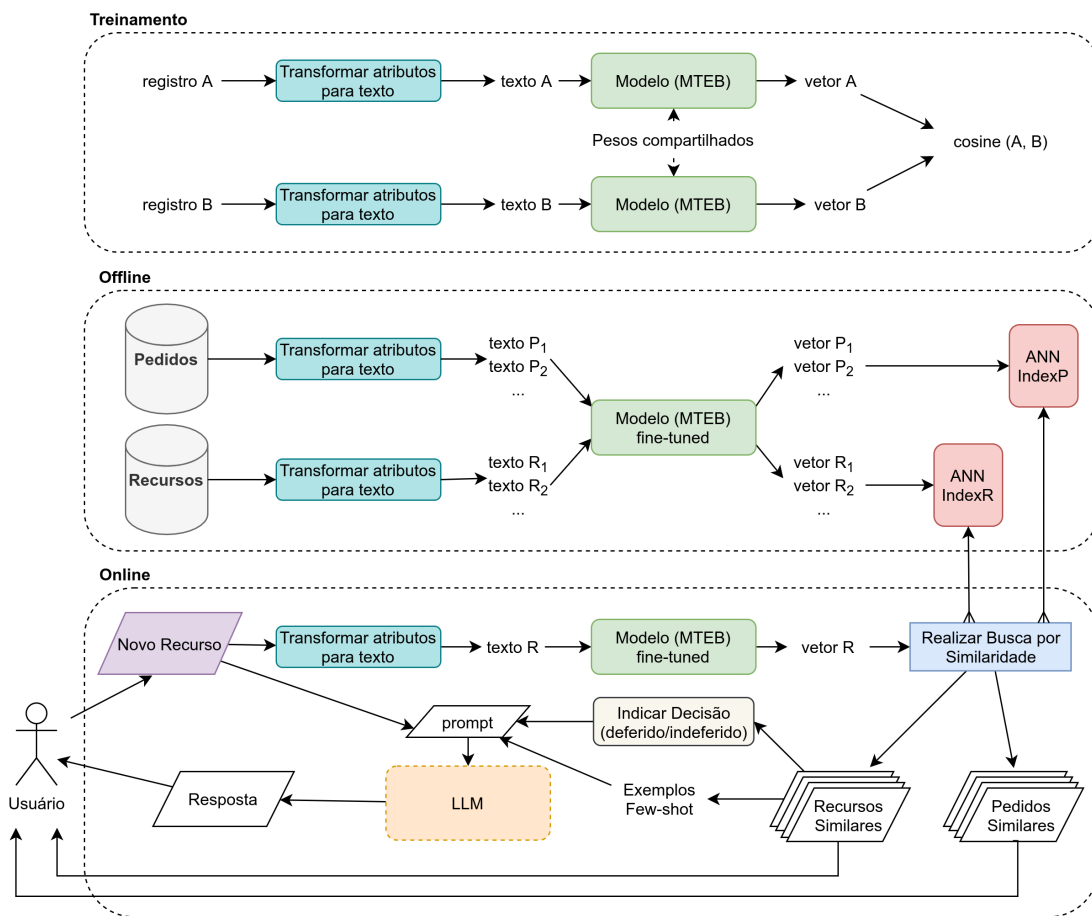 Treinamento
registro A
Transformar atributos
para texto
texto A
Modelo (MTEB)
vetor A
Pesos compartilhados
cosine (A, B)
registro B
Transformar atributos
para texto
texto B
Modelo (MTEB)
vetor B
Offline
Pedidos
Transformar atributos
para texto
texto P1
texto P2
...
vetor P1
vetor P2
...
ANN
IndexP
Modelo (MTEB)
fine-tuned
Recursos
Transformar atributos
para texto
texto R1
texto R2
...
vetor R1
vetor R2
...
ANN
IndexR
Online
Novo Recurso
Transformar atributos
para texto
texto R
Modelo (MTEB)
fine-tuned
vetor R
Realizar Busca por
Similaridade
prompt
Indicar Decisão
(deferido/indeferido)
Usuário
Resposta
LLM
Exemplos
Few-shot
Recursos
Similares
Pedidos
Similares